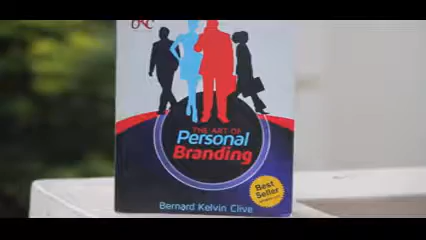 THE ART OF
Personal
Branding
Best
Seller
Bernard Kelvin Clive